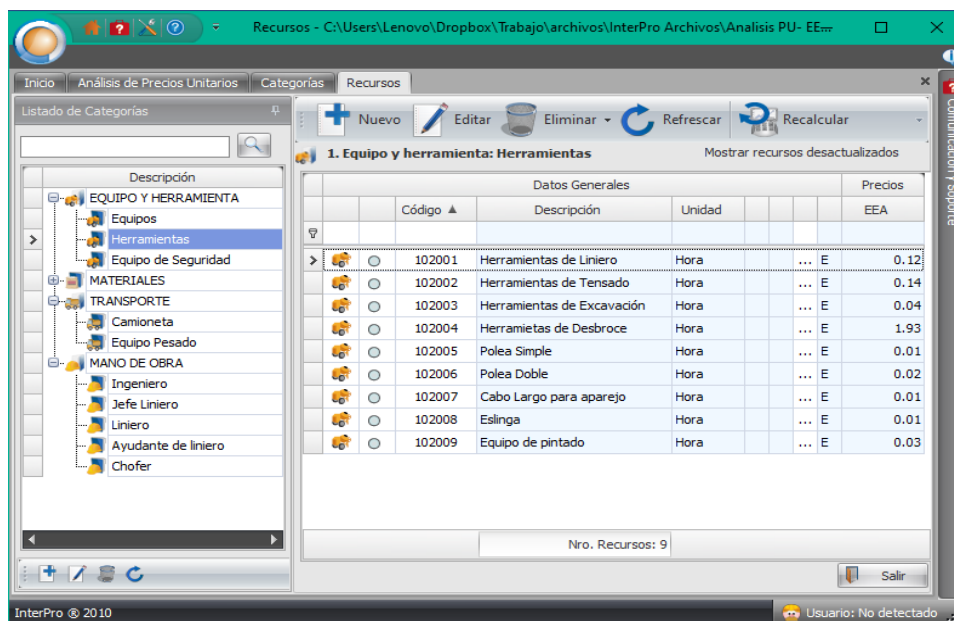 Recursos - C:\Users\Lenovo\Dropbox\Trabajo\archivos\InterPro Archivos\Analisis PU- EE
Inicio Análisis de Precios Unitarios Categorías Recursos
Listado de Categorías
Nuevo Editar Eliminar Refrescar Recalcular
1. Equipo y herramienta: Herramientas Mostrar recursos desactualizados
Descripción
EQUIPO Y HERRAMIENTA
Equipos
Herramientas
Equipo de Seguridad
MATERIALES
TRANSPORTE
Camioneta
Equipo Pesado
MANO DE OBRA
Ingeniero
Jefe Liniero
Liniero
Ayudante de liniero
Chofer
Datos Generales Precios
Código Descripción Unidad EEA
102001 Herramientas de Liniero Hora ... E 0.12
102002 Herramientas de Tensado Hora ... E 0.14
102003 Herramientas de Excavación Hora ... E 0.04
102004 Herramietas de Desbroce Hora ... E 1.93
102005 Polea Simple Hora ... E 0.01
102006 Polea Doble Hora ... E 0.02
102007 Cabo Largo para aparejo Hora ... E 0.01
102008 Eslinga Hora ... E 0.01
102009 Equipo de pintado Hora ... E 0.03
Nro. Recursos: 9
Salir
Comunicación y soporte
InterPro ® 2010 Usuario: No detectado